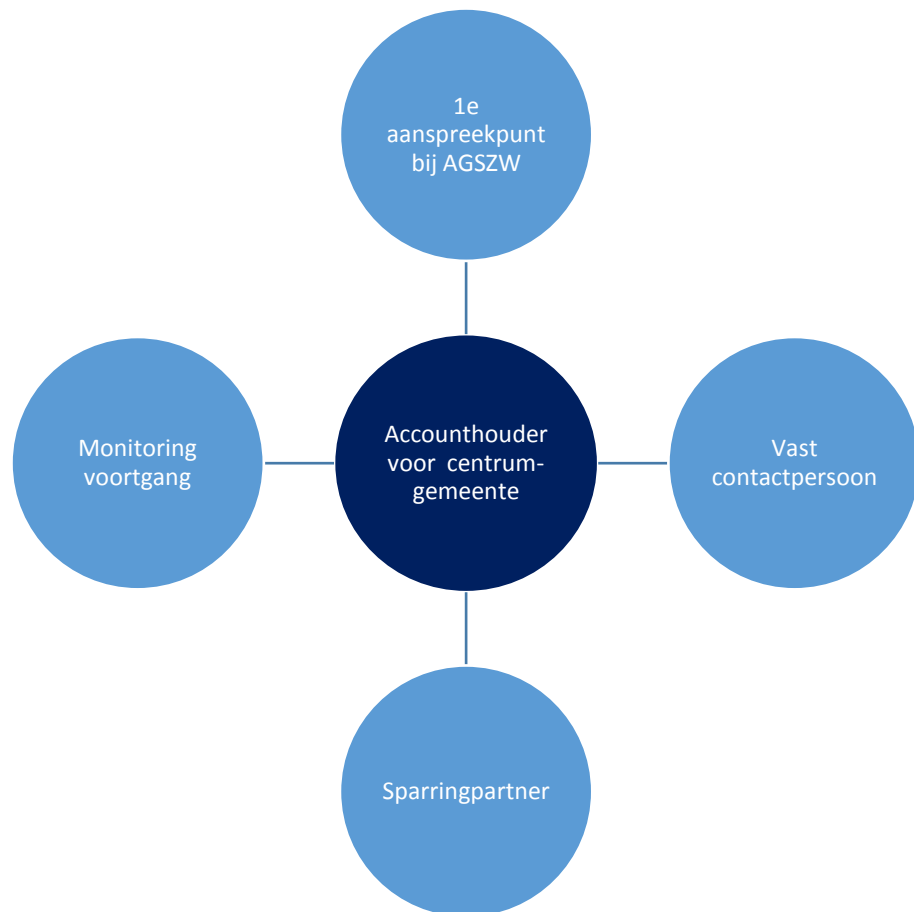 1e
aanspreekpunt
bij AGSZW
Monitoring
voortgang
Accounthouder
voor centrum-
gemeente
Vast
contactpersoon
Sparringpartner